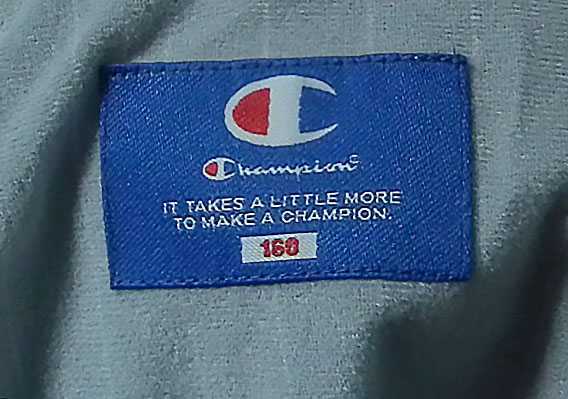 Champion
IT TAKES A LITTLE MORE
TO MAKE A CHAMPION.
160